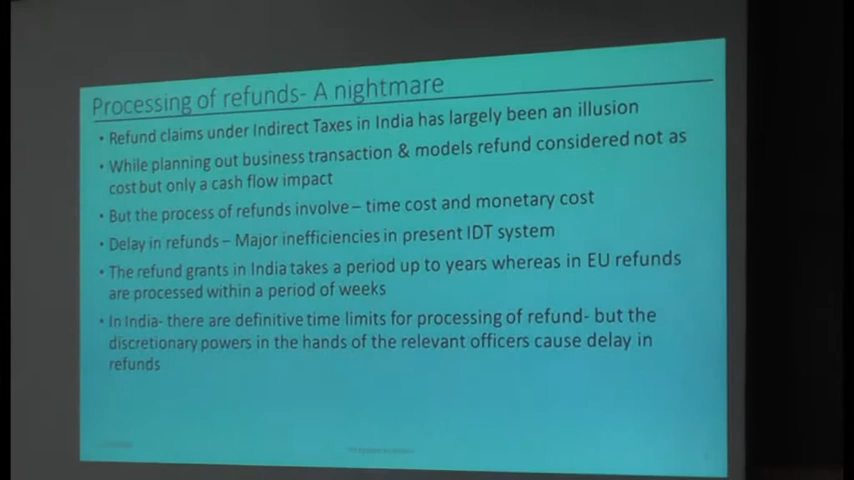 Processing of refunds- A nightmare
• Refund claims under Indirect Taxes in India has largely been an illusion
• While planning out business transaction & models refund considered not as
cost but only a cash flow impact
• But the process of refunds involve – time cost and monetary cost
• Delay in refunds – Major inefficiencies in present IDT system
• The refund grants in India takes a period up to years whereas in EU refunds
are processed within a period of weeks
• In India- there are definitive time limits for processing of refund- but the
discretionary powers in the hands of the relevant officers cause delay in
refunds